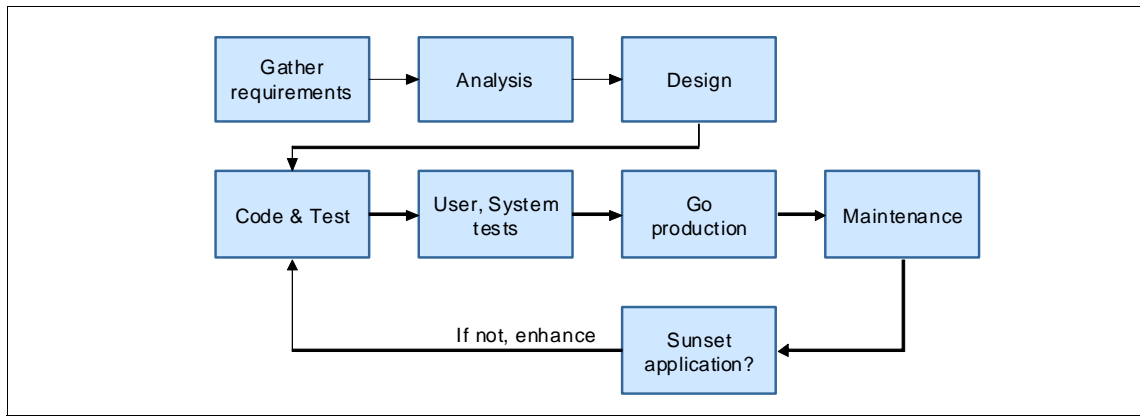 Gather
requirements
Analysis
Design
Code & Test
User, System
tests
Go
production
Maintenance
If not, enhance
Sunset
application?